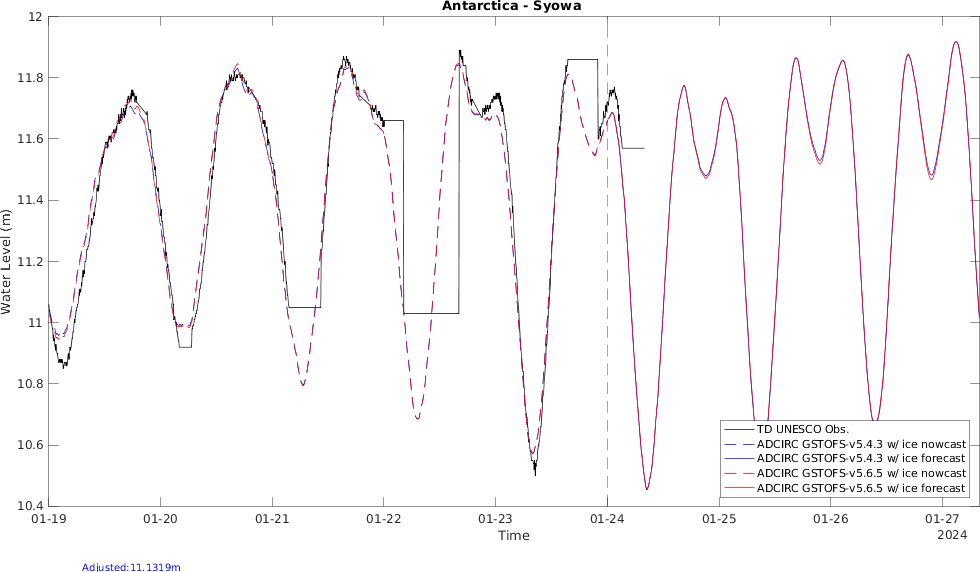 Antarctica - Syowa
Water Level (m)
12
11.8
11.6
11.4
11.2
11
10.8
10.6
10.4
TD UNESCO Obs.
ADCIRC GSTOFS-v5.4.3 w/ ice nowcast
ADCIRC GSTOFS-v5.4.3 w/ ice forecast
ADCIRC GSTOFS-v5.6.5 w/ ice nowcast
ADCIRC GSTOFS-v5.6.5 w/ ice forecast
01-19 01-20 01-21 01-22 01-23 01-24 01-25 01-26 01-27
Time
2024
Adjusted:11.1319m